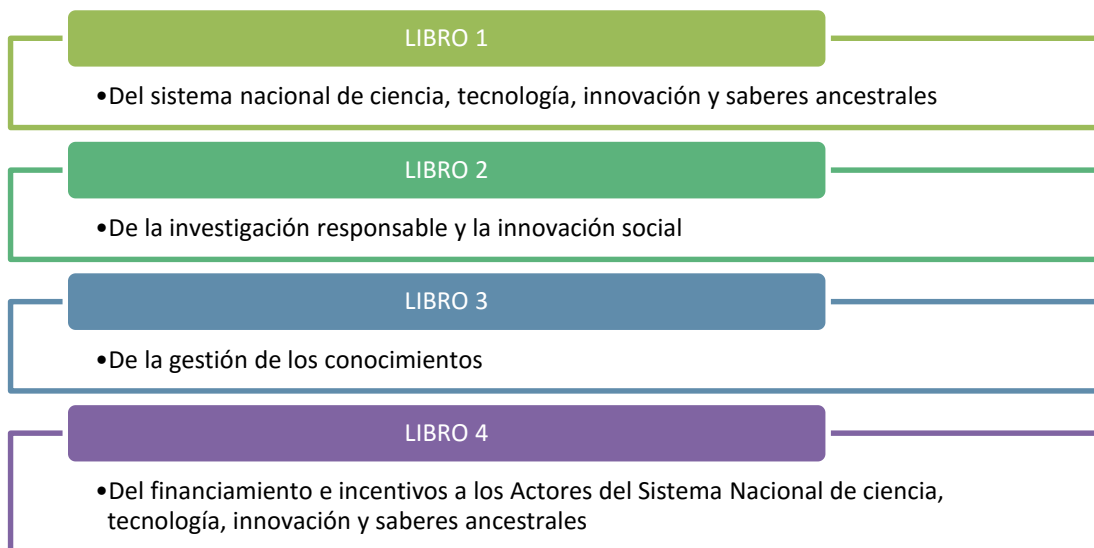 LIBRO 1
•Del sistema nacional de ciencia, tecnología, innovación y saberes ancestrales
LIBRO 2
•De la investigación responsable y la innovación social
LIBRO 3
•De la gestión de los conocimientos
LIBRO 4
•Del financiamiento e incentivos a los Actores del Sistema Nacional de ciencia,
tecnología, innovación y saberes ancestrales